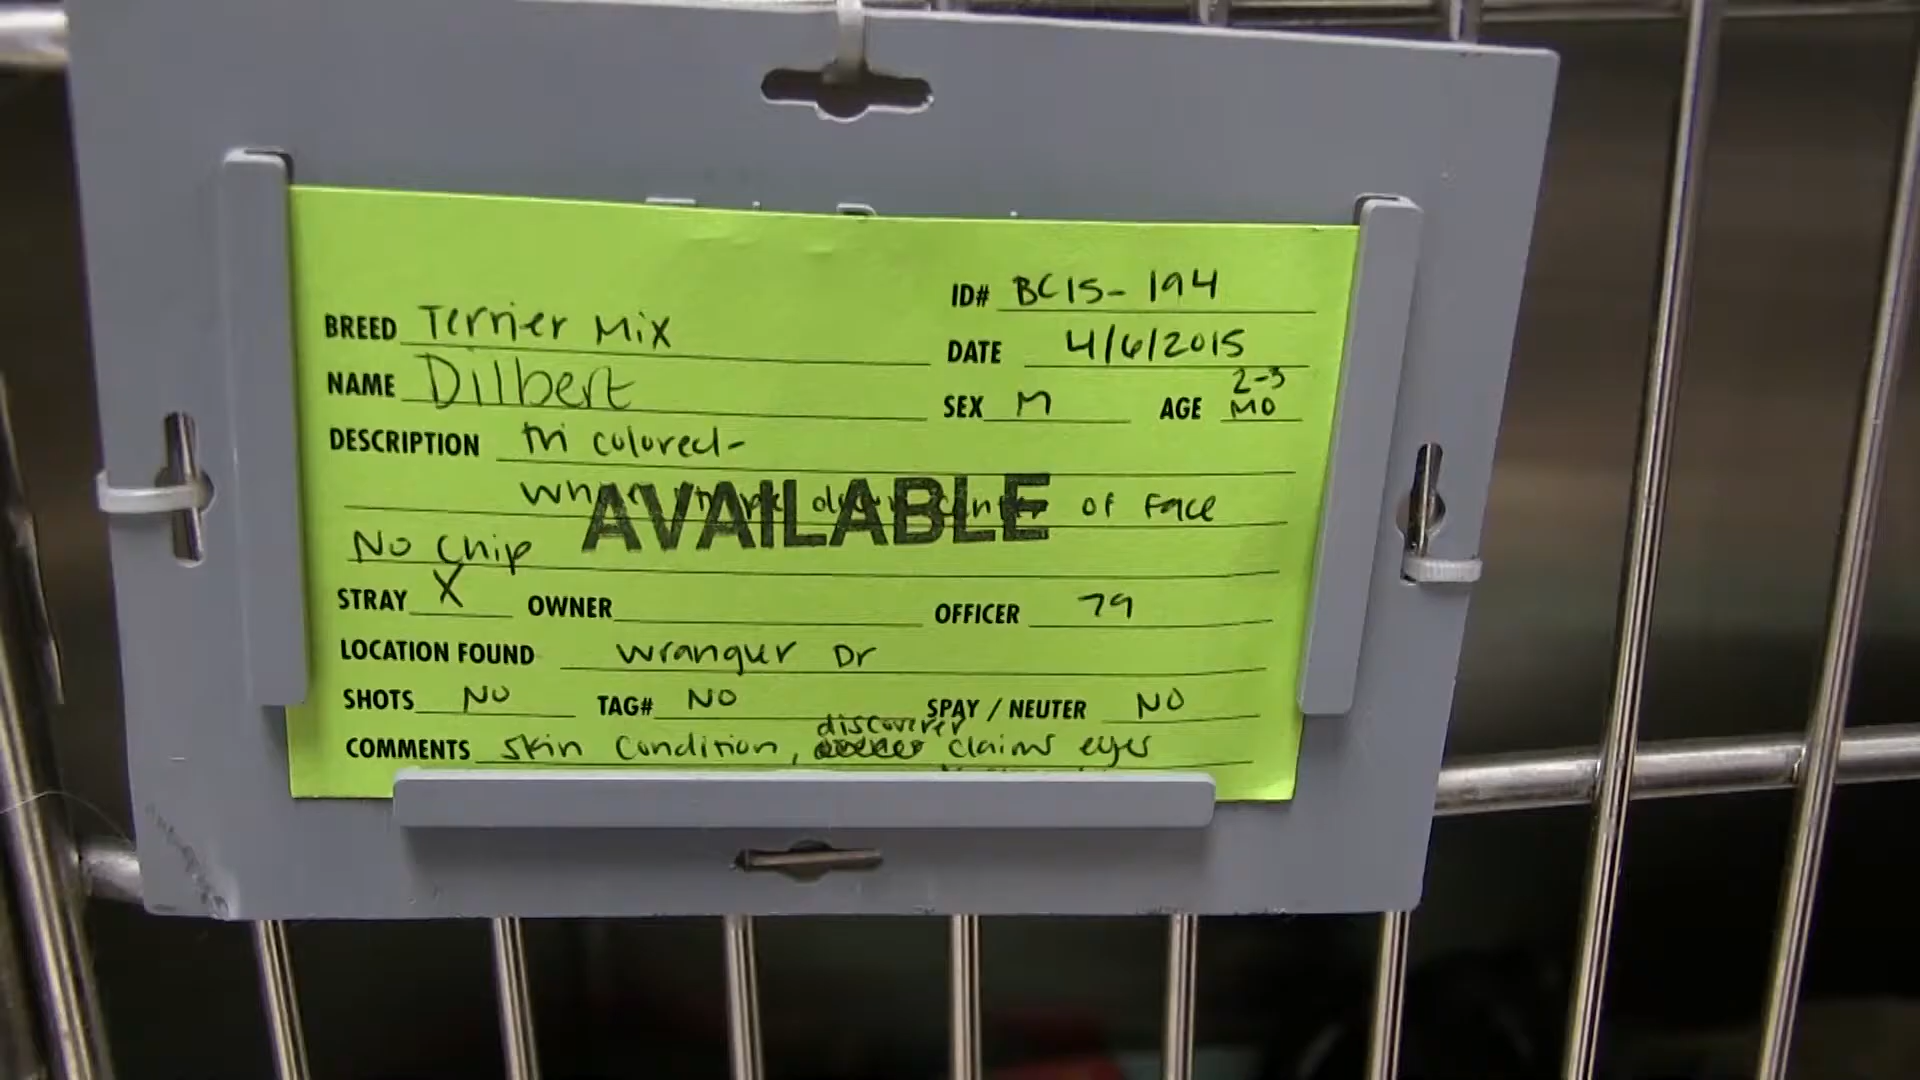 ID# BC15-194
BREED Terrier Mix
DATE 4/6/2015
NAME Dilbert
SEX M AGE 2-3 MO
DESCRIPTION tri colored-
of Face
AVAILABLE
No Chip
STRAY X OWNER OFFICER 79
LOCATION FOUND Wrangler Dr
SHOTS NO TAG# NO SPAY / NEUTER NO
COMMENTS Skin Condition, discoverer claims eyes